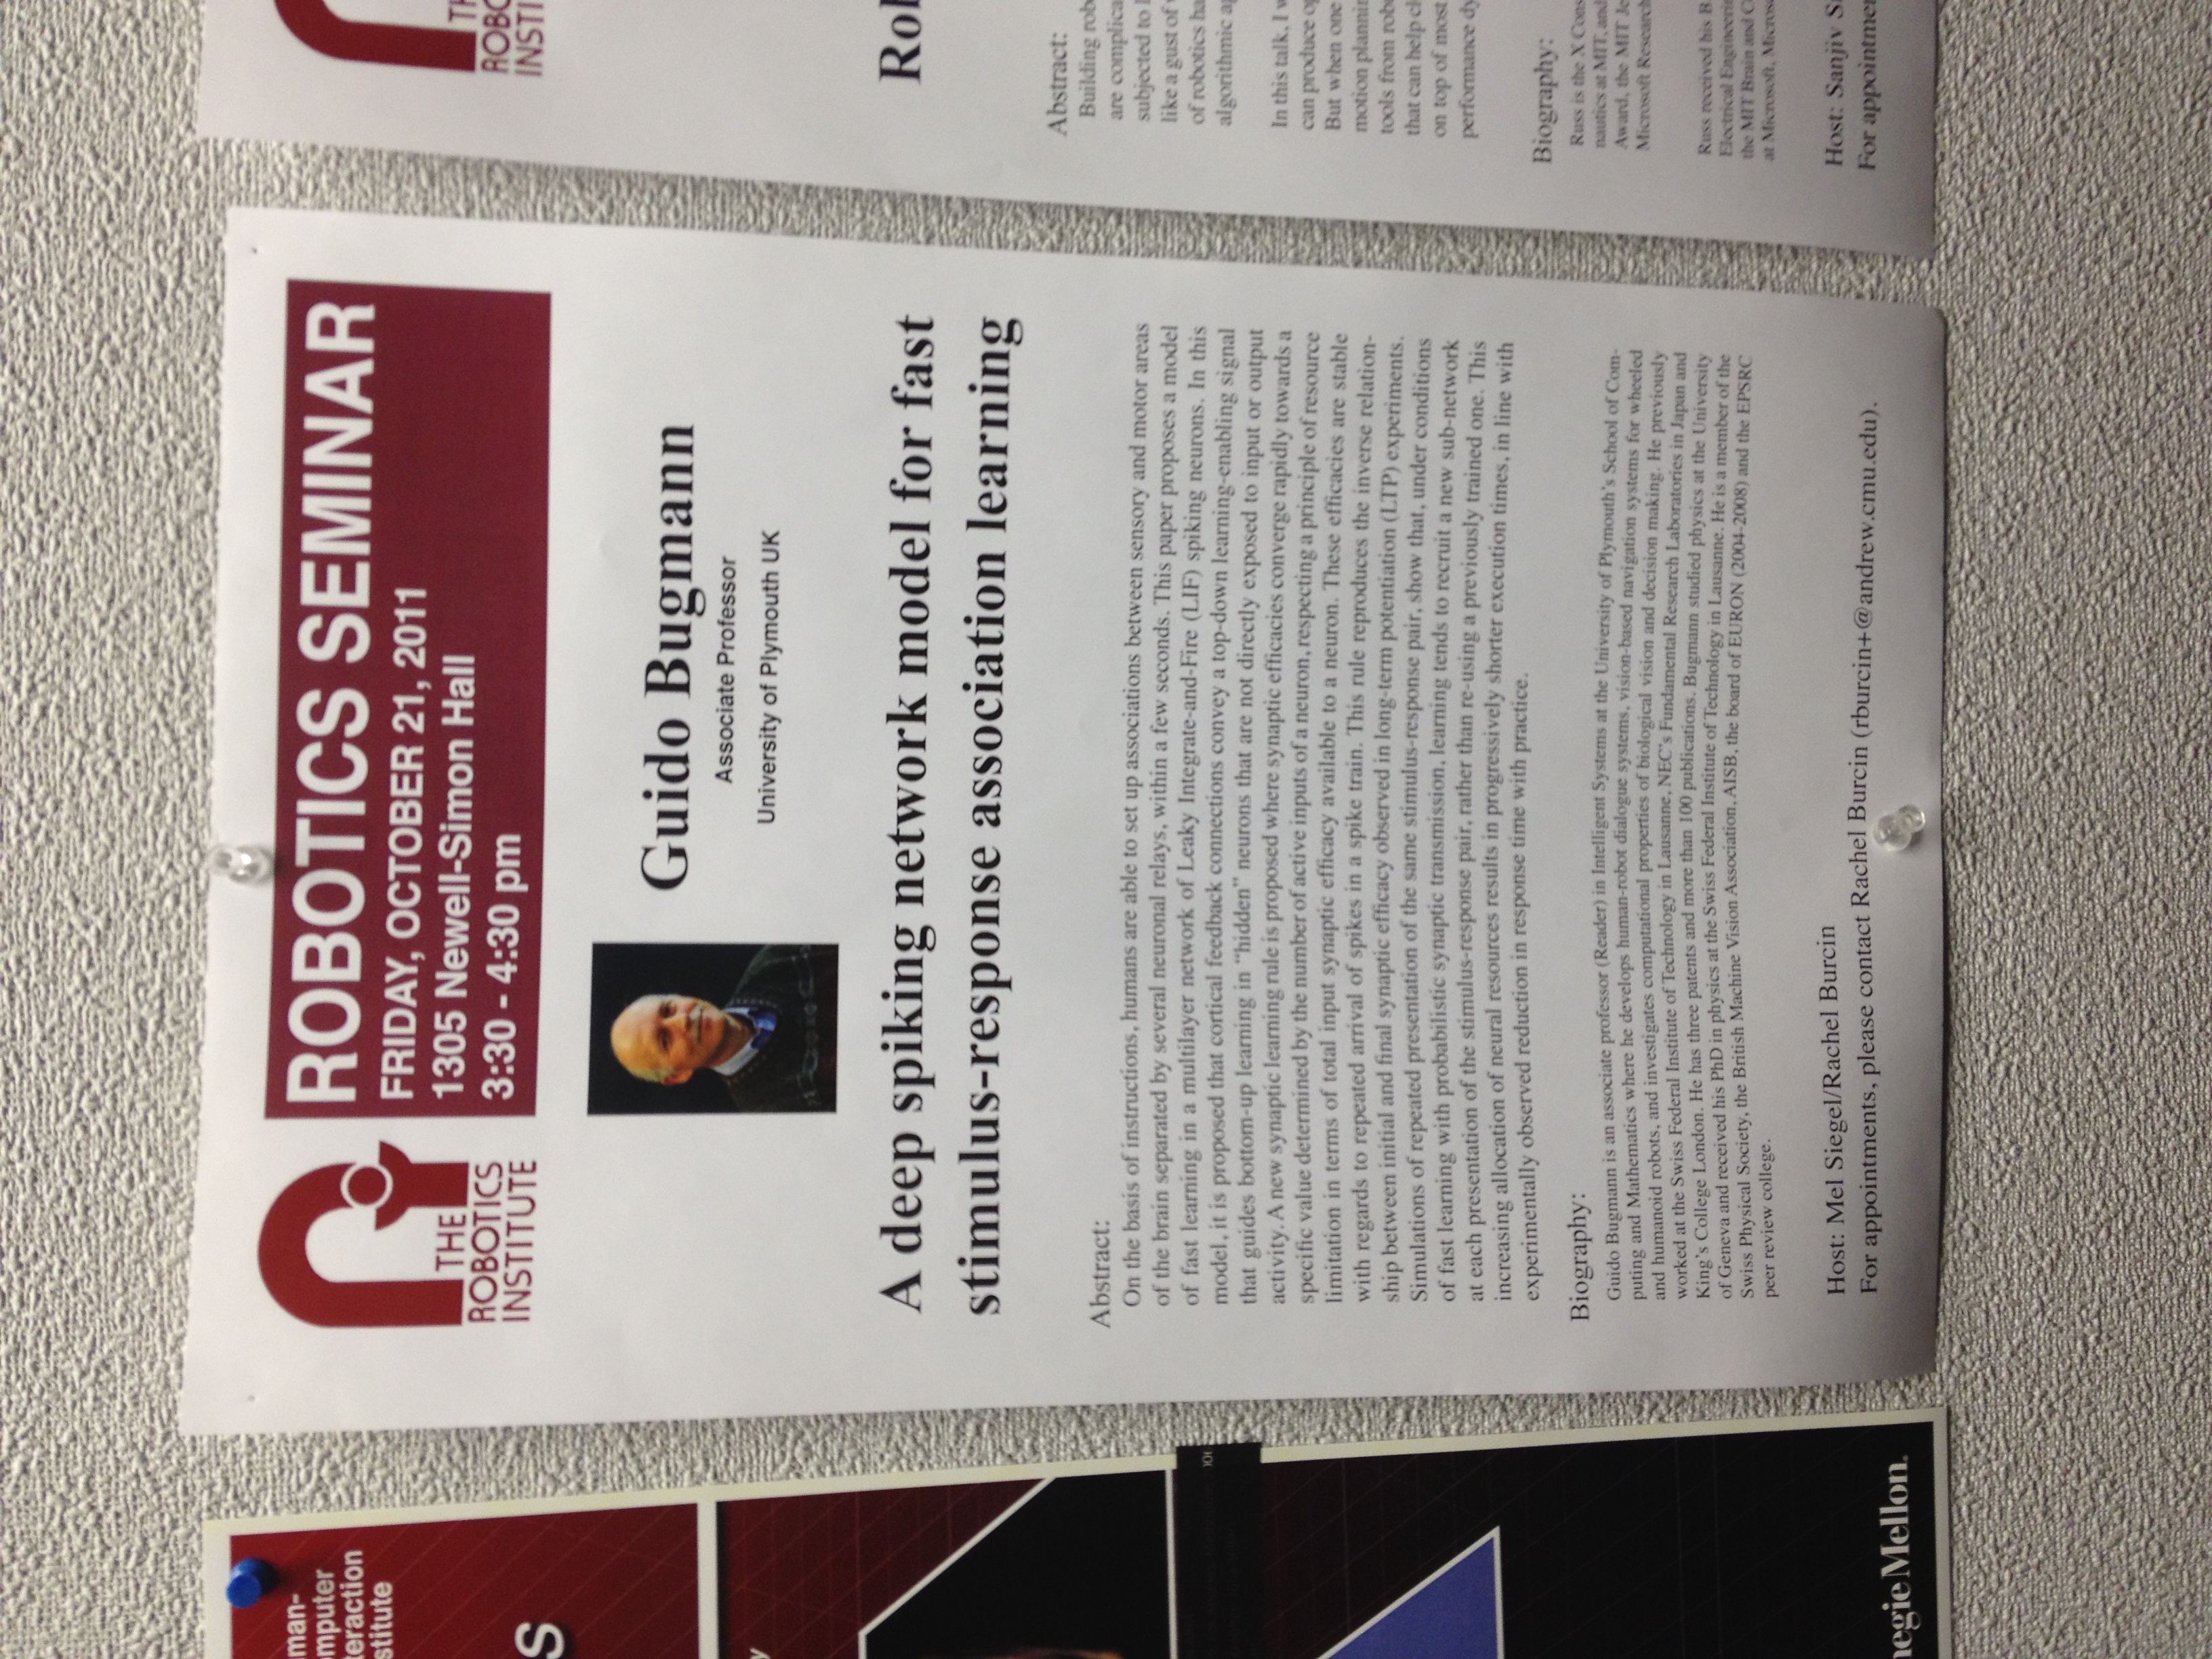 man-
mputer
teraction
stitute
s
y
negie Mellon.
THE
ROBOTICS
INSTITUTE
ROBOTICS SEMINAR
FRIDAY, OCTOBER 21, 2011
1305 Newell-Simon Hall
3:30 - 4:30 pm
Guido Bugmann
Associate Professor
University of Plymouth UK
A deep spiking network model for fast
stimulus-response association learning
Abstract:
On the basis of instructions, humans are able to set up associations between sensory and motor areas
of the brain separated by several neuronal relays, within a few seconds. This paper proposes a model
of fast learning in a multilayer network of Leaky Integrate-and-Fire (LIF) spiking neurons. In this
model, it is proposed that cortical feedback connections convey a top-down learning-enabling signal
that guides bottom-up learning in “hidden” neurons that are not directly exposed to input or output
activity. A new synaptic learning rule is proposed where synaptic efficacies converge rapidly towards a
specific value determined by the number of active inputs of a neuron, respecting a principle of resource
limitation in terms of total input synaptic efficacy available to a neuron. These efficacies are stable
with regards to repeated arrival of spikes in a spike train. This rule reproduces the inverse relation-
ship between initial and final synaptic efficacy observed in long-term potentiation (LTP) experiments.
Simulations of repeated presentation of the same stimulus-response pair, show that, under conditions
of fast learning with probabilistic synaptic transmission, learning tends to recruit a new sub-network
at each presentation of the stimulus-response pair, rather than re-using a previously trained one. This
increasing allocation of neural resources results in progressively shorter execution times, in line with
experimentally observed reduction in response time with practice.
Biography:
Guido Bugmann is an associate professor (Reader) in Intelligent Systems at the University of Plymouth’s School of Com-
puting and Mathematics where he develops human-robot dialogue systems, vision-based navigation systems for wheeled
and humanoid robots, and investigates computational properties of biological vision and decision making. He previously
worked at the Swiss Federal Institute of Technology in Lausanne, NEC’s Fundamental Research Laboratories in Japan and
King’s College London. He has three patents and more than 100 publications. Bugmann studied physics at the University
of Geneva and received his PhD in physics at the Swiss Federal Institute of Technology in Lausanne. He is a member of the
Swiss Physical Society, the British Machine Vision Association, AISB, the board of EURON (2004-2008) and the EPSRC
peer review college.
Host: Mel Siegel/Rachel Burcin
For appointments, please contact Rachel Burcin (rburcin+@andrew.cmu.edu).
TH
ROBO
INSTI
Rob
Abstract:
Building rob
are complica
subjected to
like a gust of
of robotics ha
algorithmic ap
In this talk, I w
can produce op
But when one
motion plannin
tools from robo
that can help cl
on top of most
performance dy
Biography:
Russ is the X Cons
nautics at MIT, and
Award, the MIT Je
Microsoft Research
Russ received his B
Electrical Engineerin
the MIT Brain and C
at Microsoft, Micros
Host: Sanjiv S
For appointmen